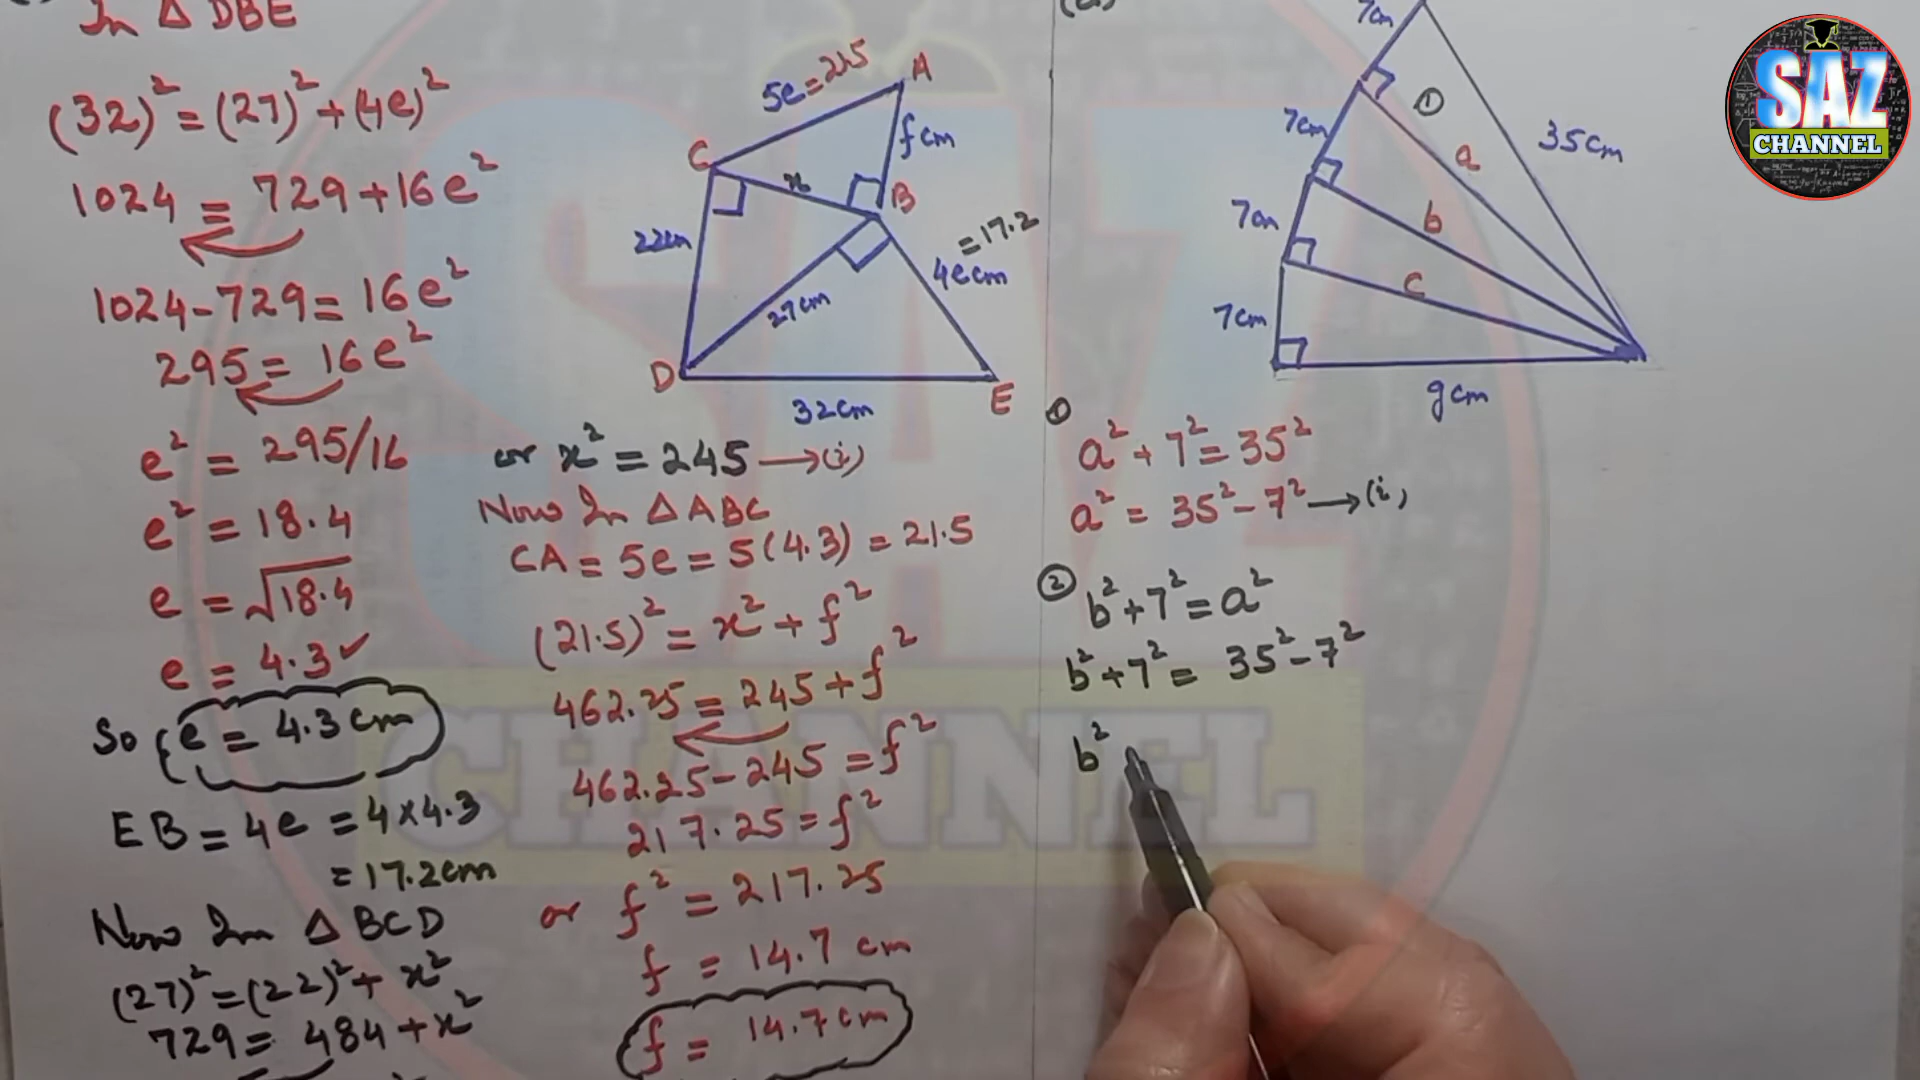 In △ DBE
(32)² = (27)² + (4e)²
1024 = 729 + 16e²
1024 - 729 = 16e²
295 = 16e²
e² = 295/16
e² = 18.4
e = √18.4
e = 4.3 ✓
So e = 4.3 cm
EB = 4e = 4×4.3
= 17.2cm
Now In △ BCD
(27)² = (22)² + x²
729 = 484 + x²
5e = 21.5
A
f cm
C
x
B
22cm
= 17.2
4e cm
27cm
D
E
32cm
or x² = 245 → (i)
Now In △ ABC
CA = 5e = 5(4.3) = 21.5
(21.5)² = x² + f²
462.25 = 245 + f²
462.25 - 245 = f²
217.25 = f²
or f² = 217.25
f = 14.7 cm
f = 14.7 cm
7cm
①
7cm
a
35cm
7cm
b
c
7cm
g cm
①
a² + 7² = 35²
a² = 35² - 7² → (i)
② b² + 7² = a²
b² + 7² = 35² - 7²
b²
SAZ
CHANNEL
SAZ
CHANNEL